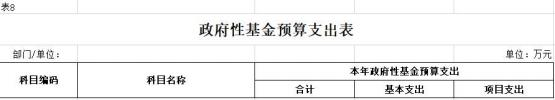 表8
政府性基金预算支出表
部门/单位： 单位：万元
科目编码 科目名称 本年政府性基金预算支出
合计 基本支出 项目支出